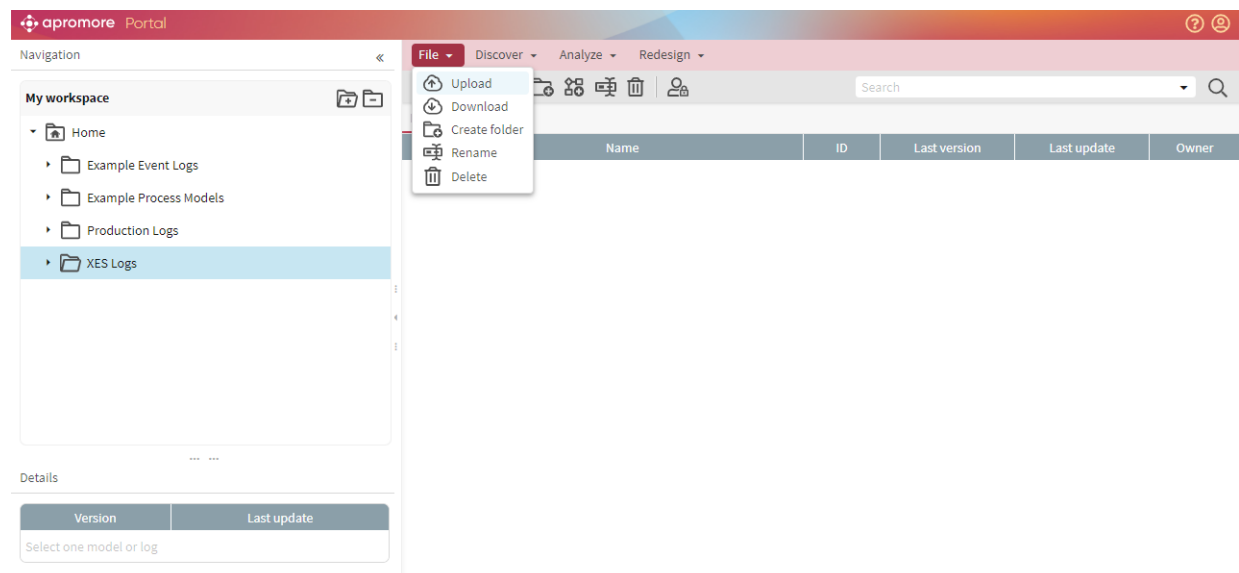 apromore Portal
Navigation
«
File
Discover
Analyze
Redesign
My workspace
Upload
Download
Create folder
Rename
Delete
Search
Home
Example Event Logs
Example Process Models
Production Logs
XES Logs
Name
ID
Last version
Last update
Owner
Details
Version
Last update
Select one model or log